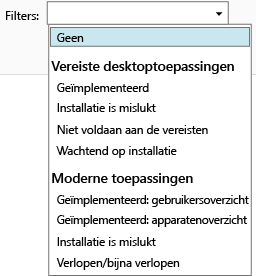 Filters:
Geen
Vereiste desktoptoepassingen
Geïmplementeerd
Installatie is mislukt
Niet voldaan aan de vereisten
Wachtend op installatie
Moderne toepassingen
Geïmplementeerd: gebruikersoverzicht
Geïmplementeerd: apparatenoverzicht
Installatie is mislukt
Verlopen/bijna verlopen